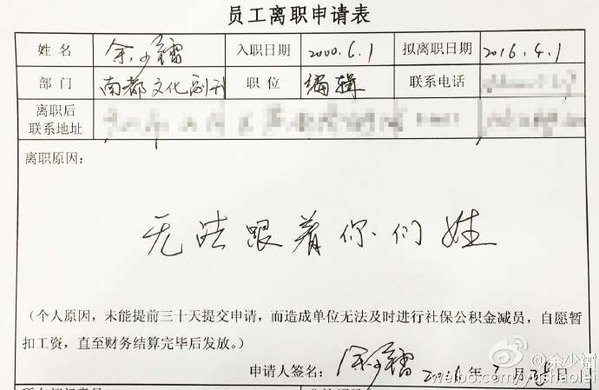 员工离职申请表
姓 名 余少镭 入职日期 2000.6.1 拟离职日期 2016.4.1
部 门 南都文化副刊 职 位 编辑 联系电话
离职后
联系地址
离职原因:
无法跟着你们姓
(个人原因,未能提前三十天提交申请,而造成单位无法及时进行社保公积金减员,自愿暂
扣工资,直至财务结算完毕后发放。)
申请人签名: 余少镭 2016年3月28日
@余少镭
weibo.com/yushaolei